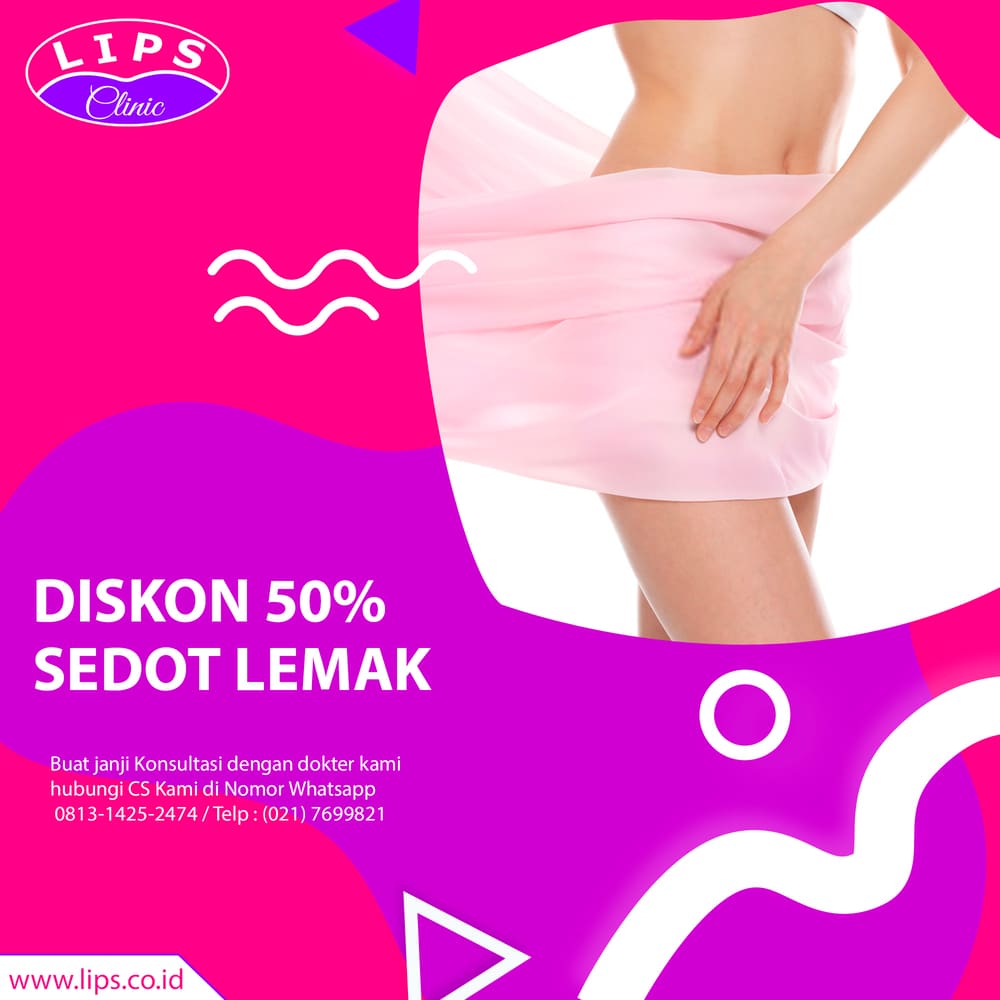 LIPS
Clinic
DISKON 50%
SEDOT LEMAK
Buat janji Konsultasi dengan dokter kami
hubungi CS Kami di Nomor Whatsapp
0813-1425-2474 / Telp : (021) 7699821
www.lips.co.id